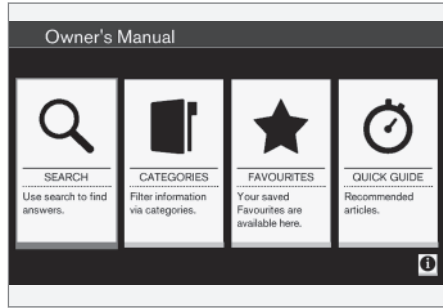 Owner's Manual
SEARCH
Use search to find
answers.
CATEGORIES
Filter information
via categories.
FAVOURITES
Your saved
Favourites are
available here.
QUICK GUIDE
Recommended
articles.
i